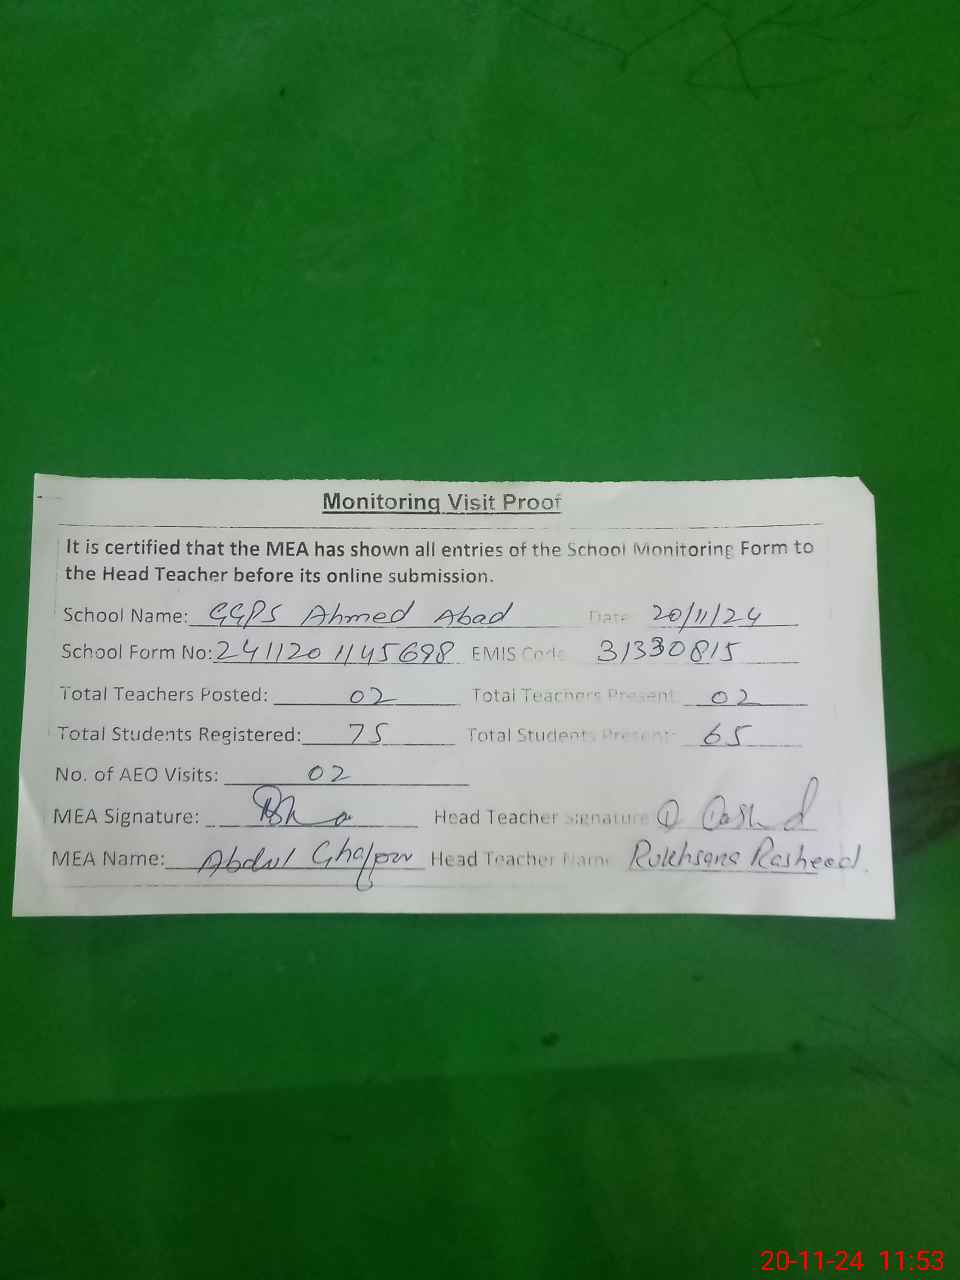 Monitoring Visit Proof
It is certified that the MEA has shown all entries of the School Monitoring Form to
the Head Teacher before its online submission.
School Name: GGPS Ahmed Abad Date: 20/11/24
School Form No: 241120 1145698 EMIS Code 31330815
Total Teachers Posted: 02 Total Teachers Present: 02
Total Students Registered: 75 Total Students Present: 65
No. of AEO Visits: 02
MEA Signature: Head Teacher Signature
MEA Name: Abdul Ghafoor Head Teacher Name Rukhsana Rasheed.
20-11-24 11:53